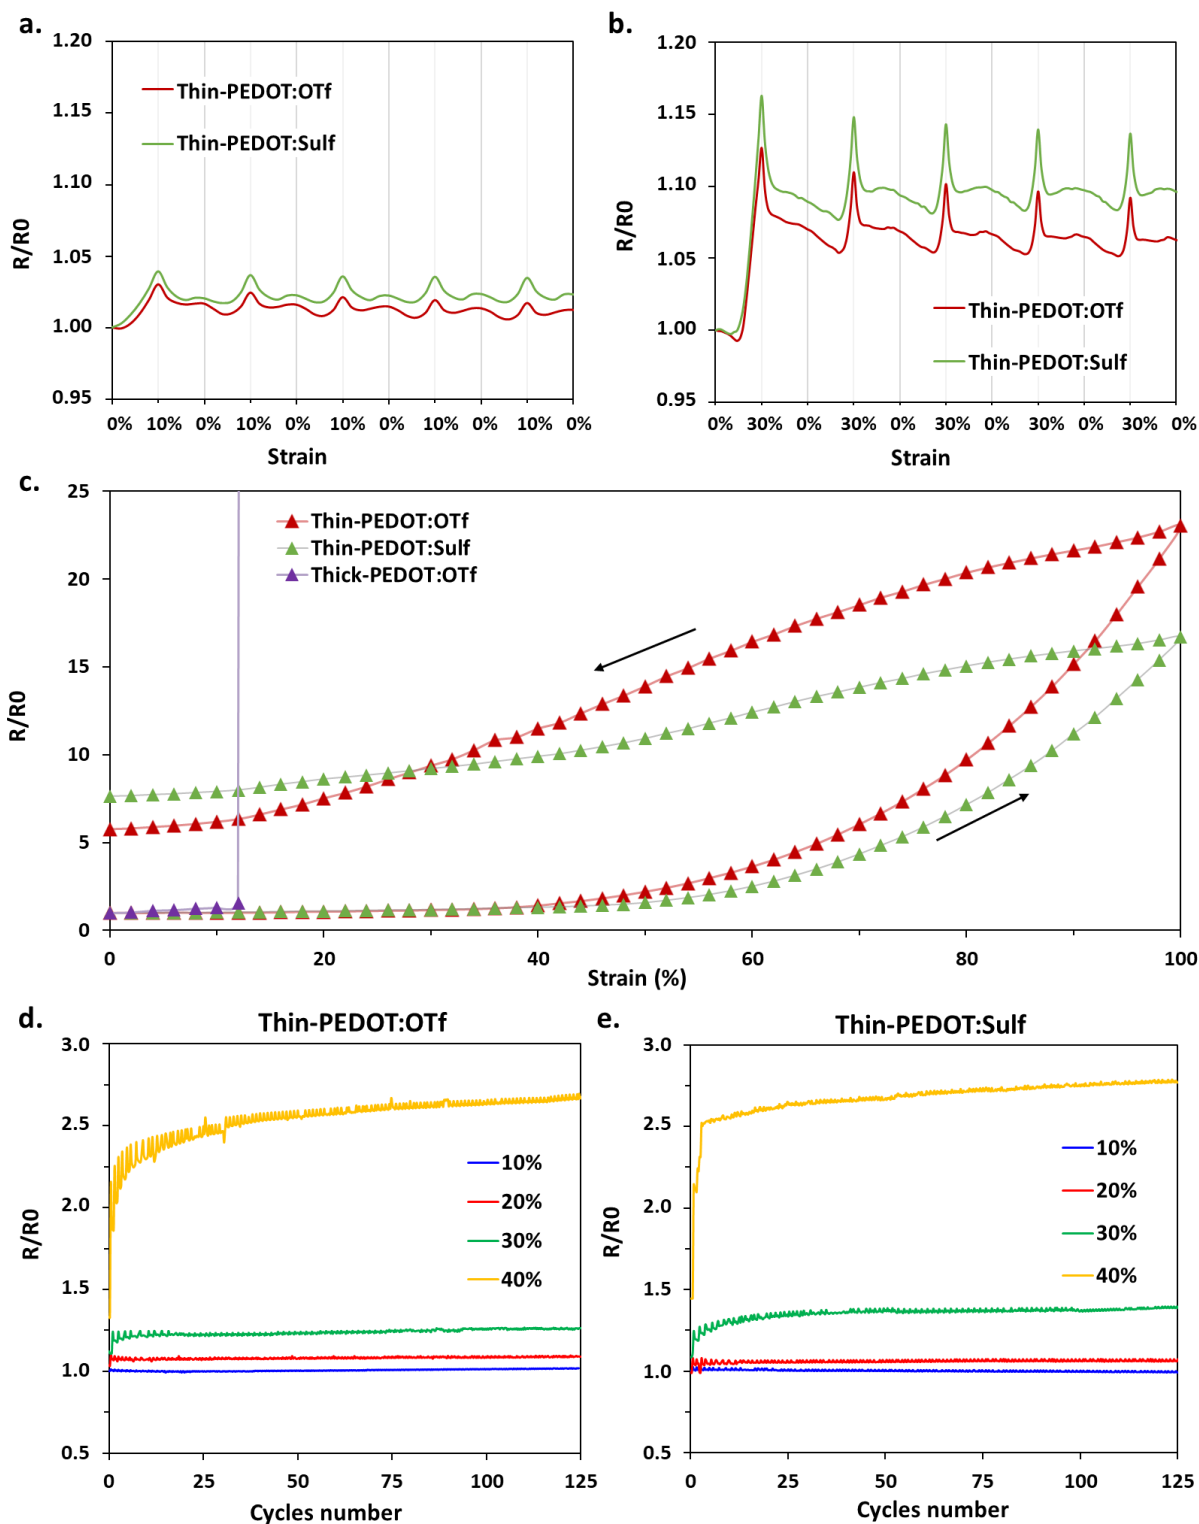 a.
1.20
1.15
1.10
1.05
1.00
0.95
R/R0
Thin-PEDOT:OTf
Thin-PEDOT:Sulf
0% 10% 0% 10% 0% 10% 0% 10% 0% 10% 0%
Strain
b.
1.20
1.15
1.10
1.05
1.00
0.95
R/R0
Thin-PEDOT:OTf
Thin-PEDOT:Sulf
0% 30% 0% 30% 0% 30% 0% 30% 0% 30% 0%
Strain
c.
25
20
15
10
5
0
R/R0
Thin-PEDOT:OTf
Thin-PEDOT:Sulf
Thick-PEDOT:OTf
0 20 40 60 80 100
Strain (%)
d.
Thin-PEDOT:OTf
3.0
2.5
2.0
1.5
1.0
0.5
R/R0
10%
20%
30%
40%
0 25 50 75 100 125
Cycles number
e.
Thin-PEDOT:Sulf
3.0
2.5
2.0
1.5
1.0
0.5
R/R0
10%
20%
30%
40%
0 25 50 75 100 125
Cycles number